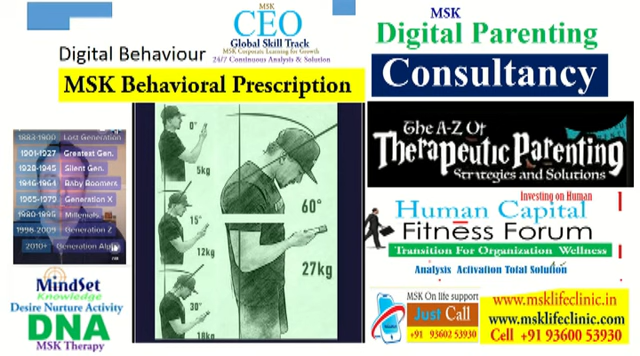 MSK
CEO
Global Skill Track
MSK Corporate Learning for Growth
24/7 Continuous Analysis & Solution
Digital Behaviour
MSK Behavioral Prescription
MSK
Digital Parenting
Consultancy
1883-1900 Lost Generation
1901-1927 Greatest Gen.
1928-1945 Silent Gen.
1946-1964 Baby Boomers
1965-1979 Generation X
1980-1995 Millenials
1996-2009 Generation Z
2010+ Generation Alpha
0°
5kg
15°
12kg
30°
18kg
60°
27kg
The A-Z Of
Therapeutic Parenting
Strategies and Solutions
Investing on Human
Human Capital
Fitness Forum
Transition For Organization Wellness
Analysis Activation Total Solution
MindSet
Knowledge
Desire Nurture Activity
DNA
MSK Therapy
MSK On life support
Just Call
+91 93602 53930
www.msklifeclinic.in
www.msklifeclinic.com
Cell +91 93600 53930